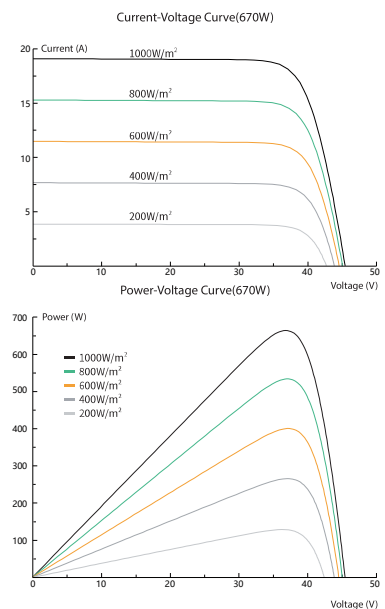 Current-Voltage Curve(670W)
20 Current (A)
1000W/m²
15
800W/m²
600W/m²
10
400W/m²
5
200W/m²
0 10 20 30 40 50
Voltage (V)
Power-Voltage Curve(670W)
700 Power (W)
600
1000W/m²
800W/m²
500
600W/m²
400W/m²
200W/m²
400
300
200
100
0 10 20 30 40 50
Voltage (V)